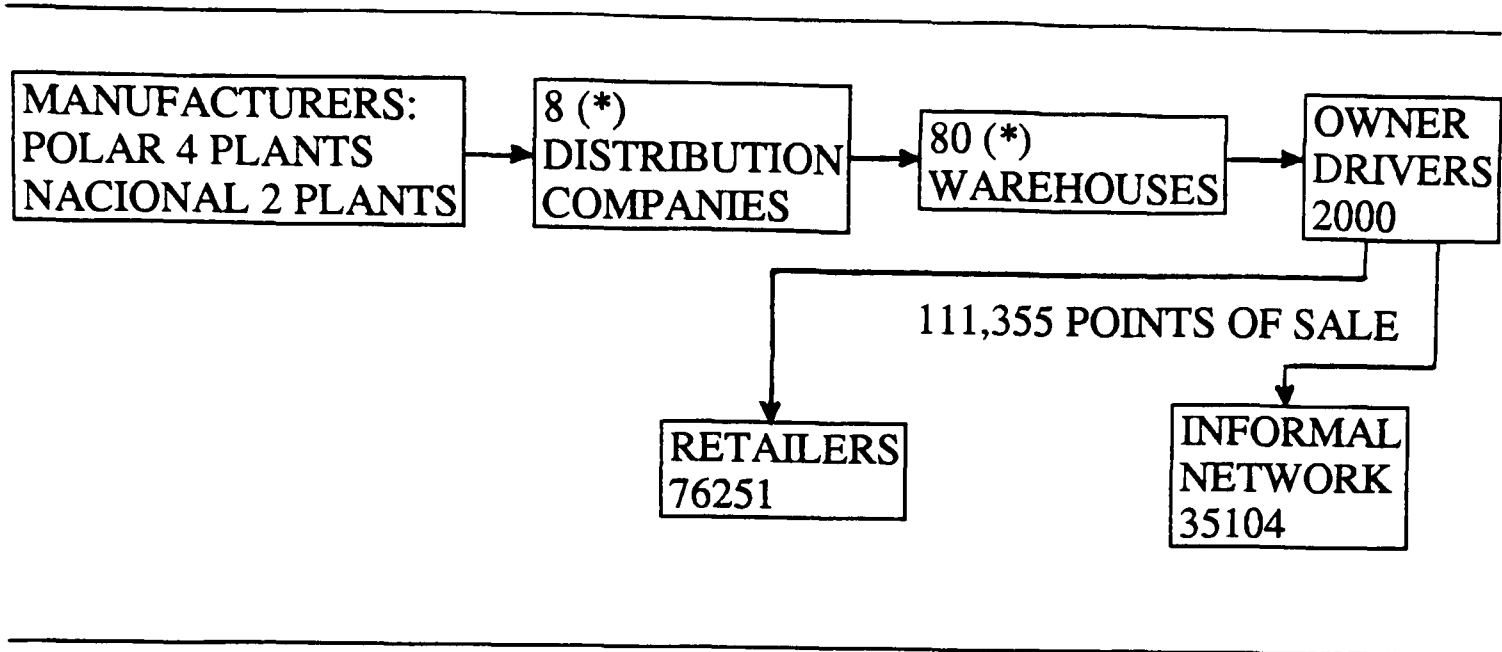 MANUFACTURERS:
POLAR 4 PLANTS
NACIONAL 2 PLANTS
8 (*)
DISTRIBUTION
COMPANIES
80 (*)
WAREHOUSES
OWNER
DRIVERS
2000
111,355 POINTS OF SALE
RETAILERS
76251
INFORMAL
NETWORK
35104